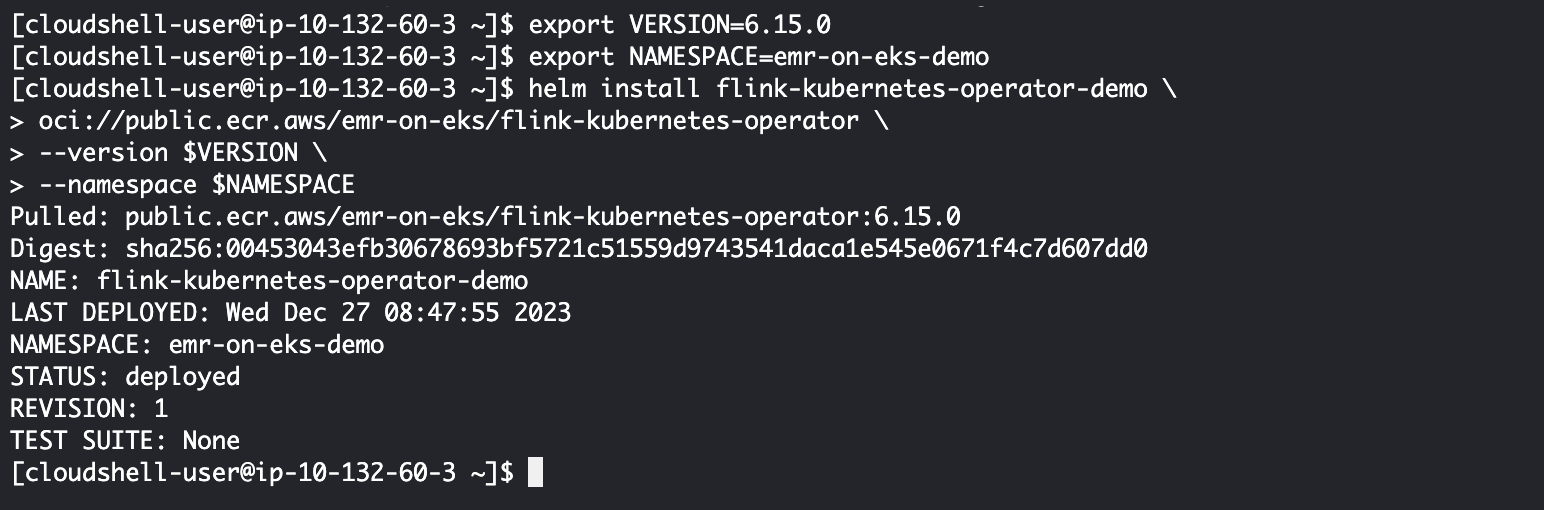 [cloudshell-user@ip-10-132-60-3 ~]$ export VERSION=6.15.0
[cloudshell-user@ip-10-132-60-3 ~]$ export NAMESPACE=emr-on-eks-demo
[cloudshell-user@ip-10-132-60-3 ~]$ helm install flink-kubernetes-operator-demo \
> oci://public.ecr.aws/emr-on-eks/flink-kubernetes-operator \
> --version $VERSION \
> --namespace $NAMESPACE
Pulled: public.ecr.aws/emr-on-eks/flink-kubernetes-operator:6.15.0
Digest: sha256:00453043efb30678693bf5721c51559d9743541daca1e545e0671f4c7d607dd0
NAME: flink-kubernetes-operator-demo
LAST DEPLOYED: Wed Dec 27 08:47:55 2023
NAMESPACE: emr-on-eks-demo
STATUS: deployed
REVISION: 1
TEST SUITE: None
[cloudshell-user@ip-10-132-60-3 ~]$